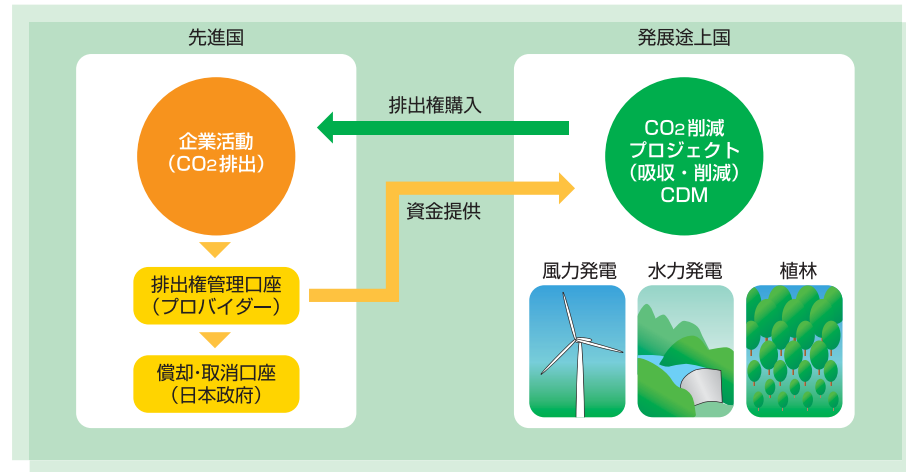 先進国
企業活動
（CO2排出）
排出権管理口座
（プロバイダー）
償却・取消口座
（日本政府）
排出権購入
資金提供
発展途上国
CO2削減
プロジェクト
（吸収・削減）
CDM
風力発電
水力発電
植林